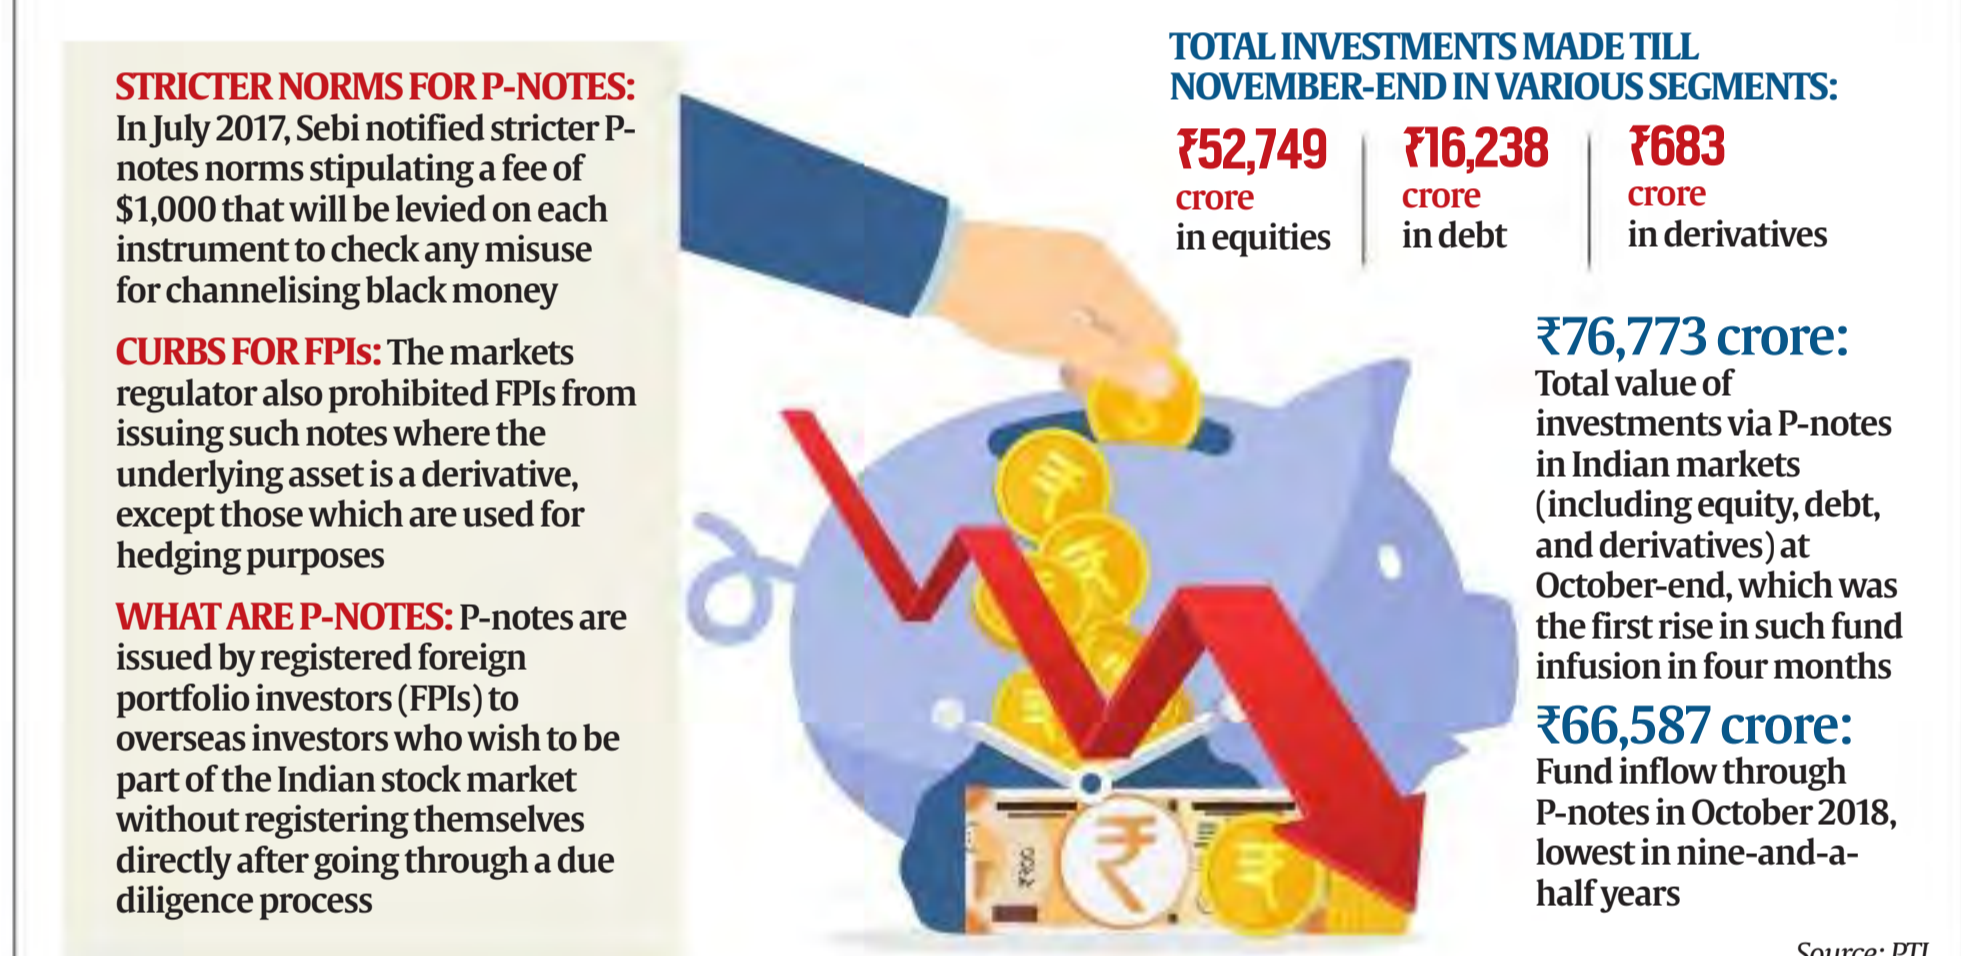 STRICTER NORMS FOR P-NOTES:
In July 2017, Sebi notified stricter P-
notes norms stipulating a fee of
$1,000 that will be levied on each
instrument to check any misuse
for channelising black money
CURBS FOR FPIs: The markets
regulator also prohibited FPIs from
issuing such notes where the
underlying asset is a derivative,
except those which are used for
hedging purposes
WHAT ARE P-NOTES: P-notes are
issued by registered foreign
portfolio investors (FPIs) to
overseas investors who wish to be
part of the Indian stock market
without registering themselves
directly after going through a due
diligence process
TOTAL INVESTMENTS MADE TILL
NOVEMBER-END IN VARIOUS SEGMENTS:
₹52,749
crore
in equities
₹16,238
crore
in debt
₹683
crore
in derivatives
₹76,773 crore:
Total value of
investments via P-notes
in Indian markets
(including equity, debt,
and derivatives) at
October-end, which was
the first rise in such fund
infusion in four months
₹66,587 crore:
Fund inflow through
P-notes in October 2018,
lowest in nine-and-a-
half years
₹
₹
₹
₹
₹
₹
₹
Source: PTI